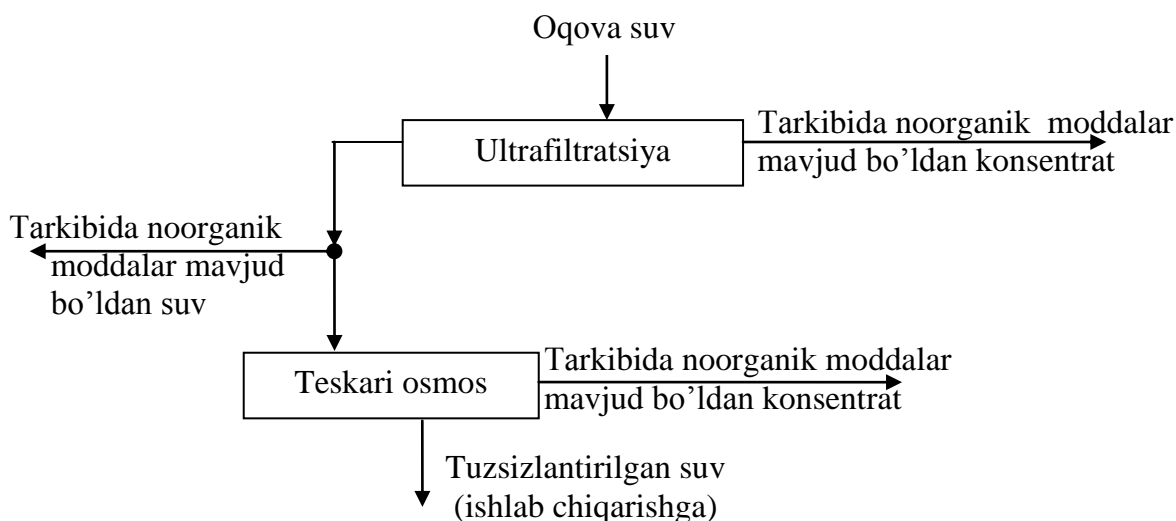 Oqova suv
Ultrafiltratsiya
Tarkibida noorganik moddalar
mavjud bo’ldan konsentrat
Tarkibida noorganik
moddalar mavjud
bo’ldan suv
Teskari osmos
Tarkibida noorganik moddalar
mavjud bo’ldan konsentrat
Tuzsizlantirilgan suv
(ishlab chiqarishga)